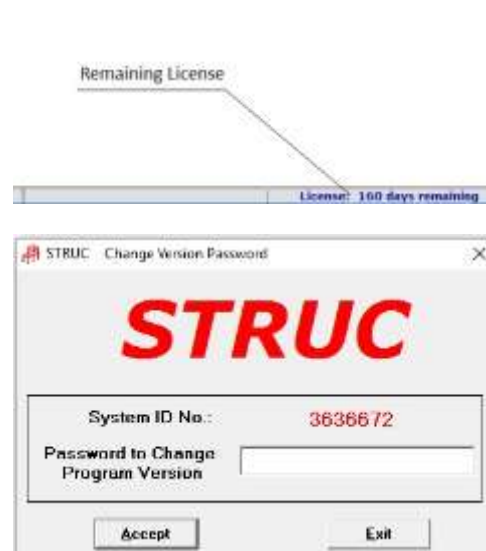 Remaining License
License: 160 days remaining
STRUC Change Version Password
STRUC
System ID No.: 3636672
Password to Change
Program Version
Accept Exit